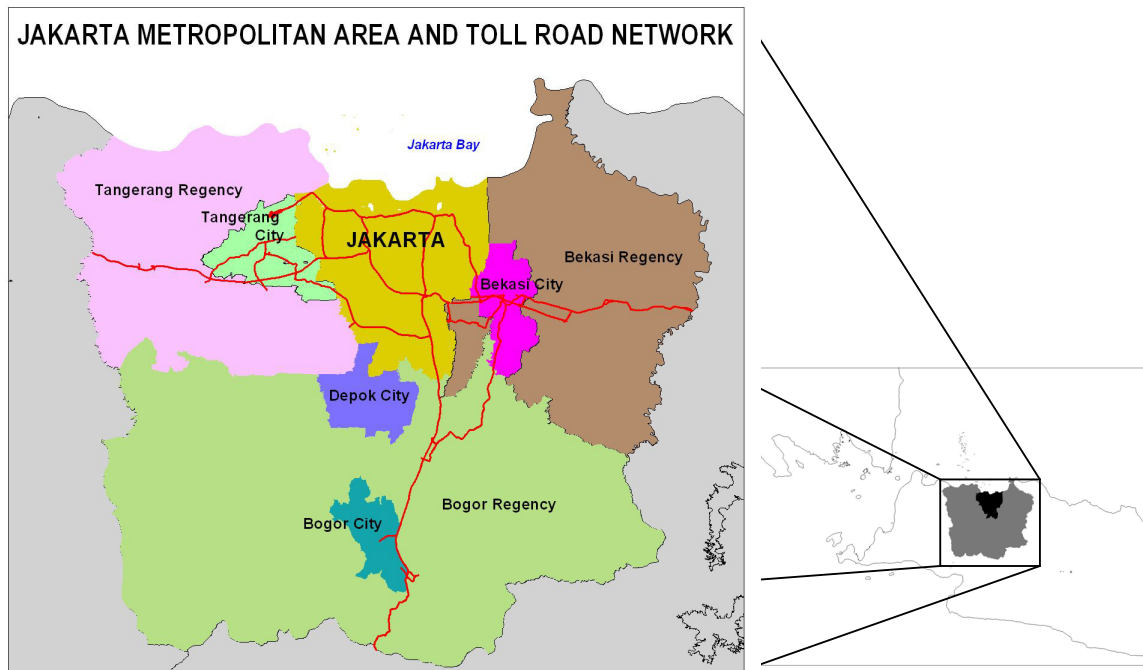 JAKARTA METROPOLITAN AREA AND TOLL ROAD NETWORK
Jakarta Bay
Tangerang Regency
Tangerang
City
JAKARTA
Bekasi Regency
Bekasi City
Depok City
Bogor Regency
Bogor City